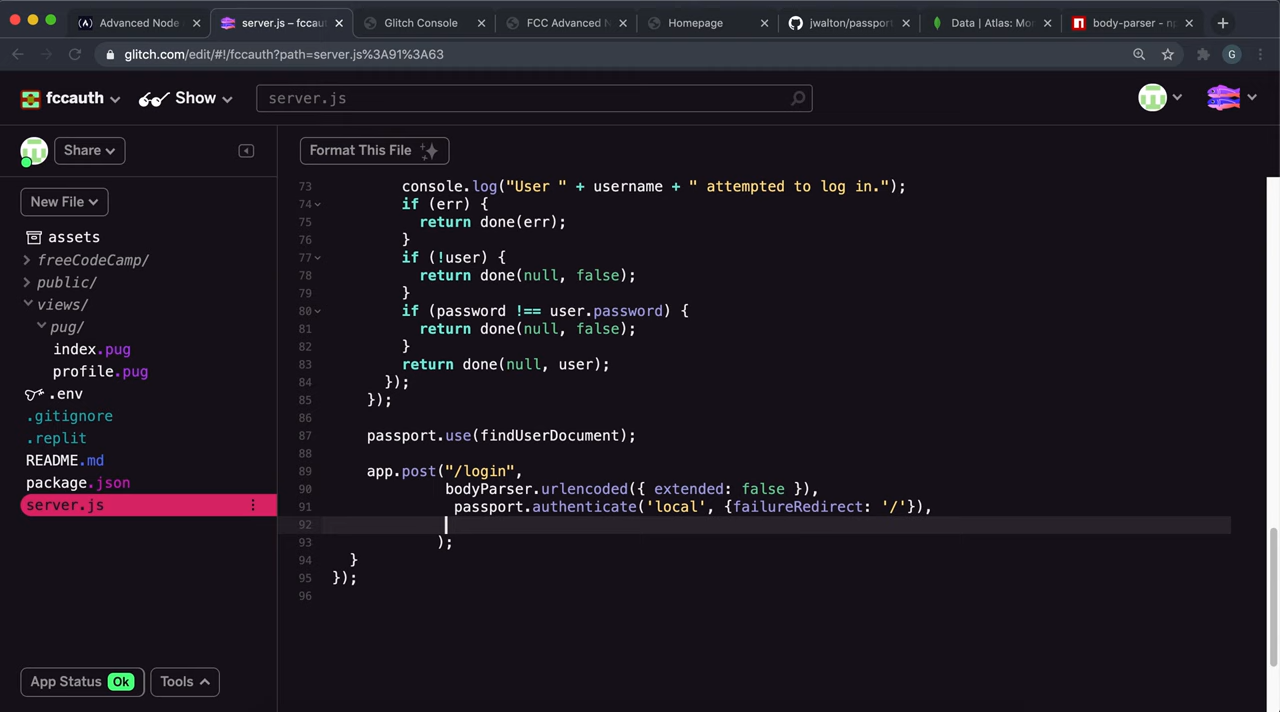 Advanced Node
server.js – fccau
Glitch Console
FCC Advanced N
Homepage
jwalton/passport
Data | Atlas: Mo
body-parser - n
glitch.com/edit/#!/fccauth?path=server.js%3A91%3A63
G
fccauth
Show
server.js
Share
Format This File
New File
assets
freeCodeCamp/
public/
views/
pug/
index.pug
profile.pug
.env
.gitignore
.replit
README.md
package.json
server.js
73 console.log("User " + username + " attempted to log in.");
74 if (err) {
75 return done(err);
76 }
77 if (!user) {
78 return done(null, false);
79 }
80 if (password !== user.password) {
81 return done(null, false);
82 }
83 return done(null, user);
84 });
85 });
86
87 passport.use(findUserDocument);
88
89 app.post("/login",
90 bodyParser.urlencoded({ extended: false }),
91 passport.authenticate('local', {failureRedirect: '/'}),
92
93 );
94 }
95 });
96
App Status Ok
Tools